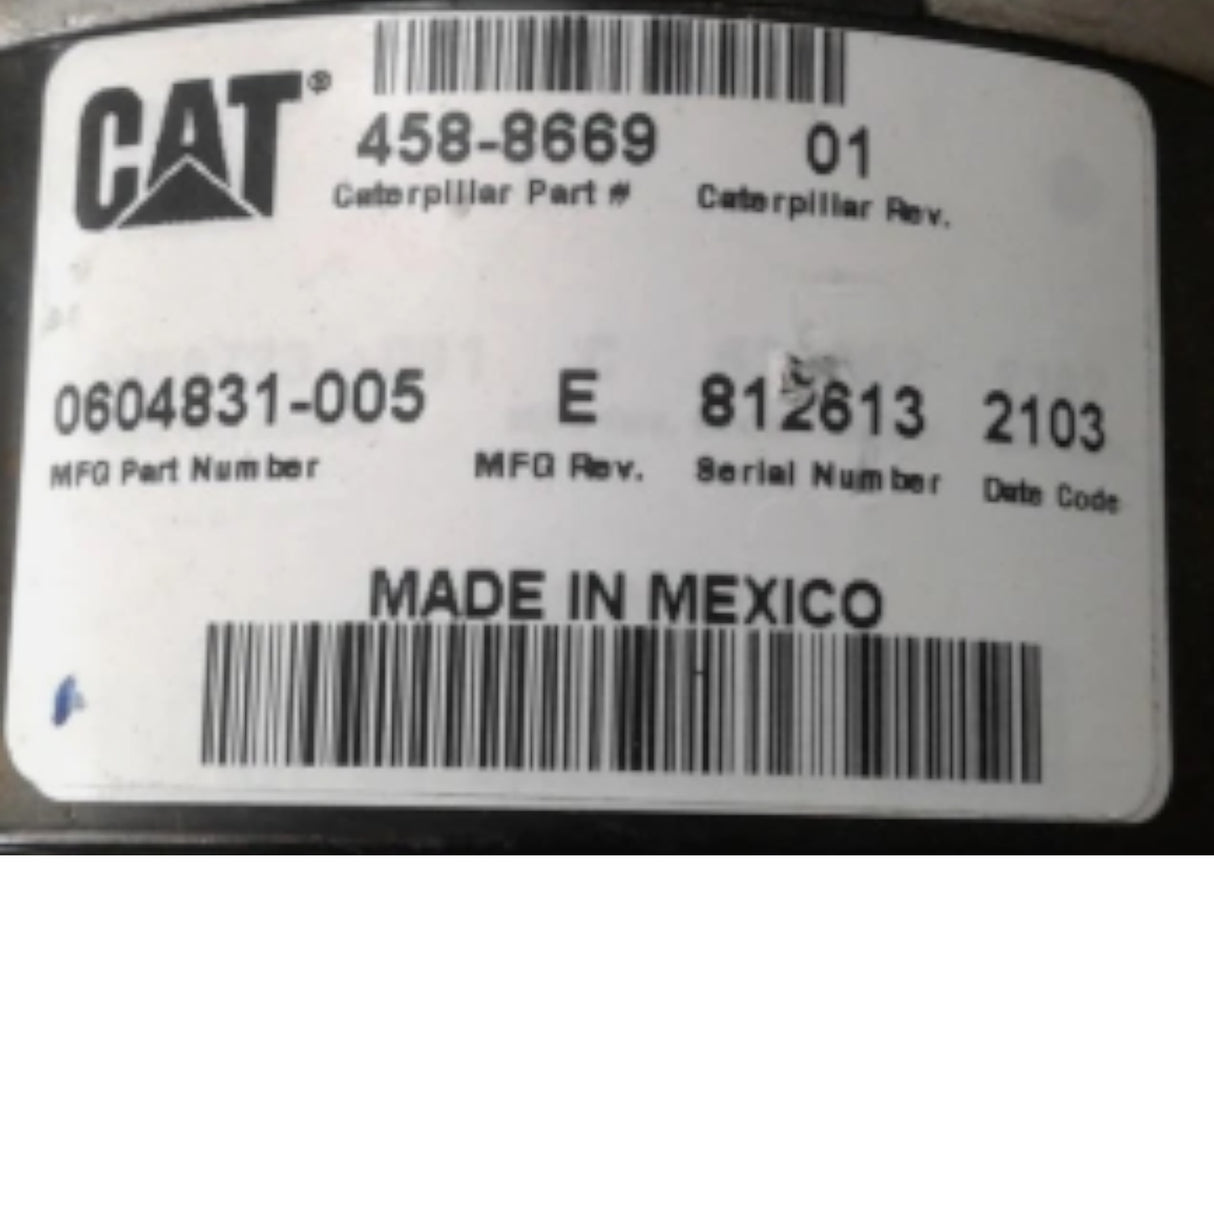 CAT®
458-8669 01
Caterpillar Part # Caterpillar Rev.
0604831-005 E 812613 2103
MFG Part Number MFG Rev. Serial Number Date Code
MADE IN MEXICO